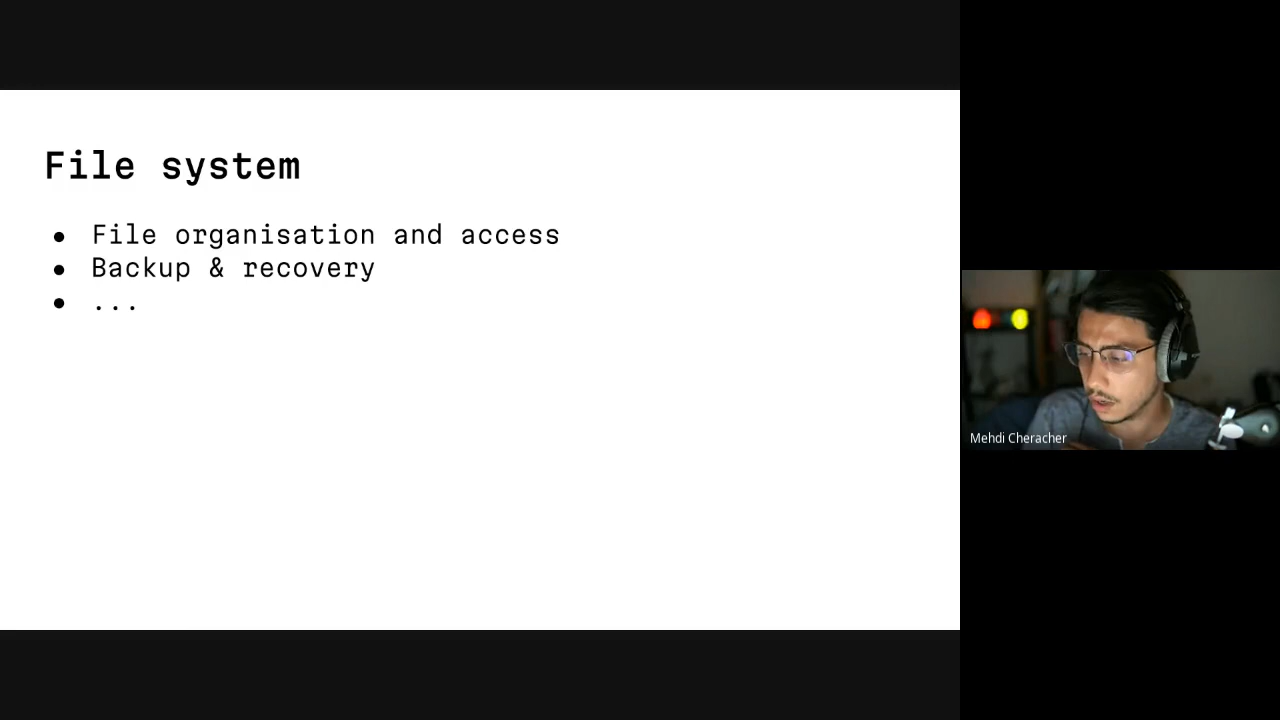 File system
● File organisation and access
● Backup & recovery
● ...
Mehdi Cheracher